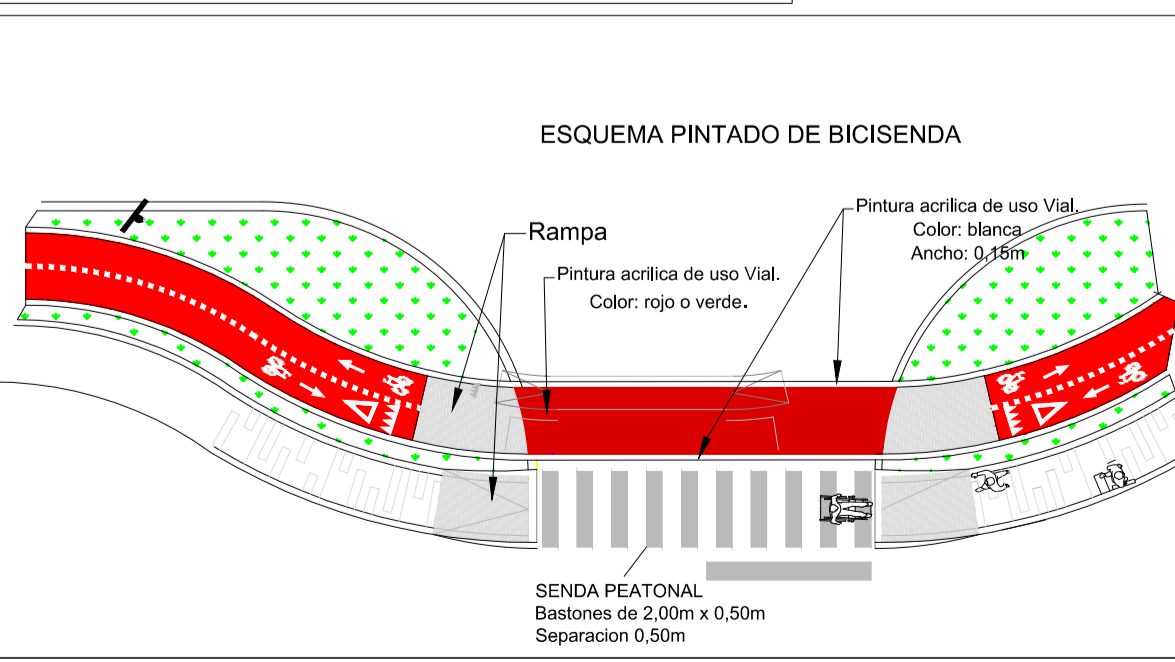 ESQUEMA PINTADO DE BICISENDA
Rampa
Pintura acrilica de uso Vial.
Color: rojo o verde.
Pintura acrilica de uso Vial.
Color: blanca
Ancho: 0,15m
SENDA PEATONAL
Bastones de 2,00m x 0,50m
Separacion 0,50m